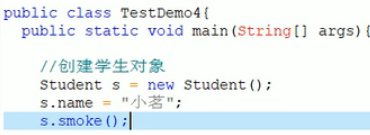 public class TestDemo4{
public static void main(String[] args){
//创建学生对象
Student s = new Student();
s.name = "小茗";
s.smoke();